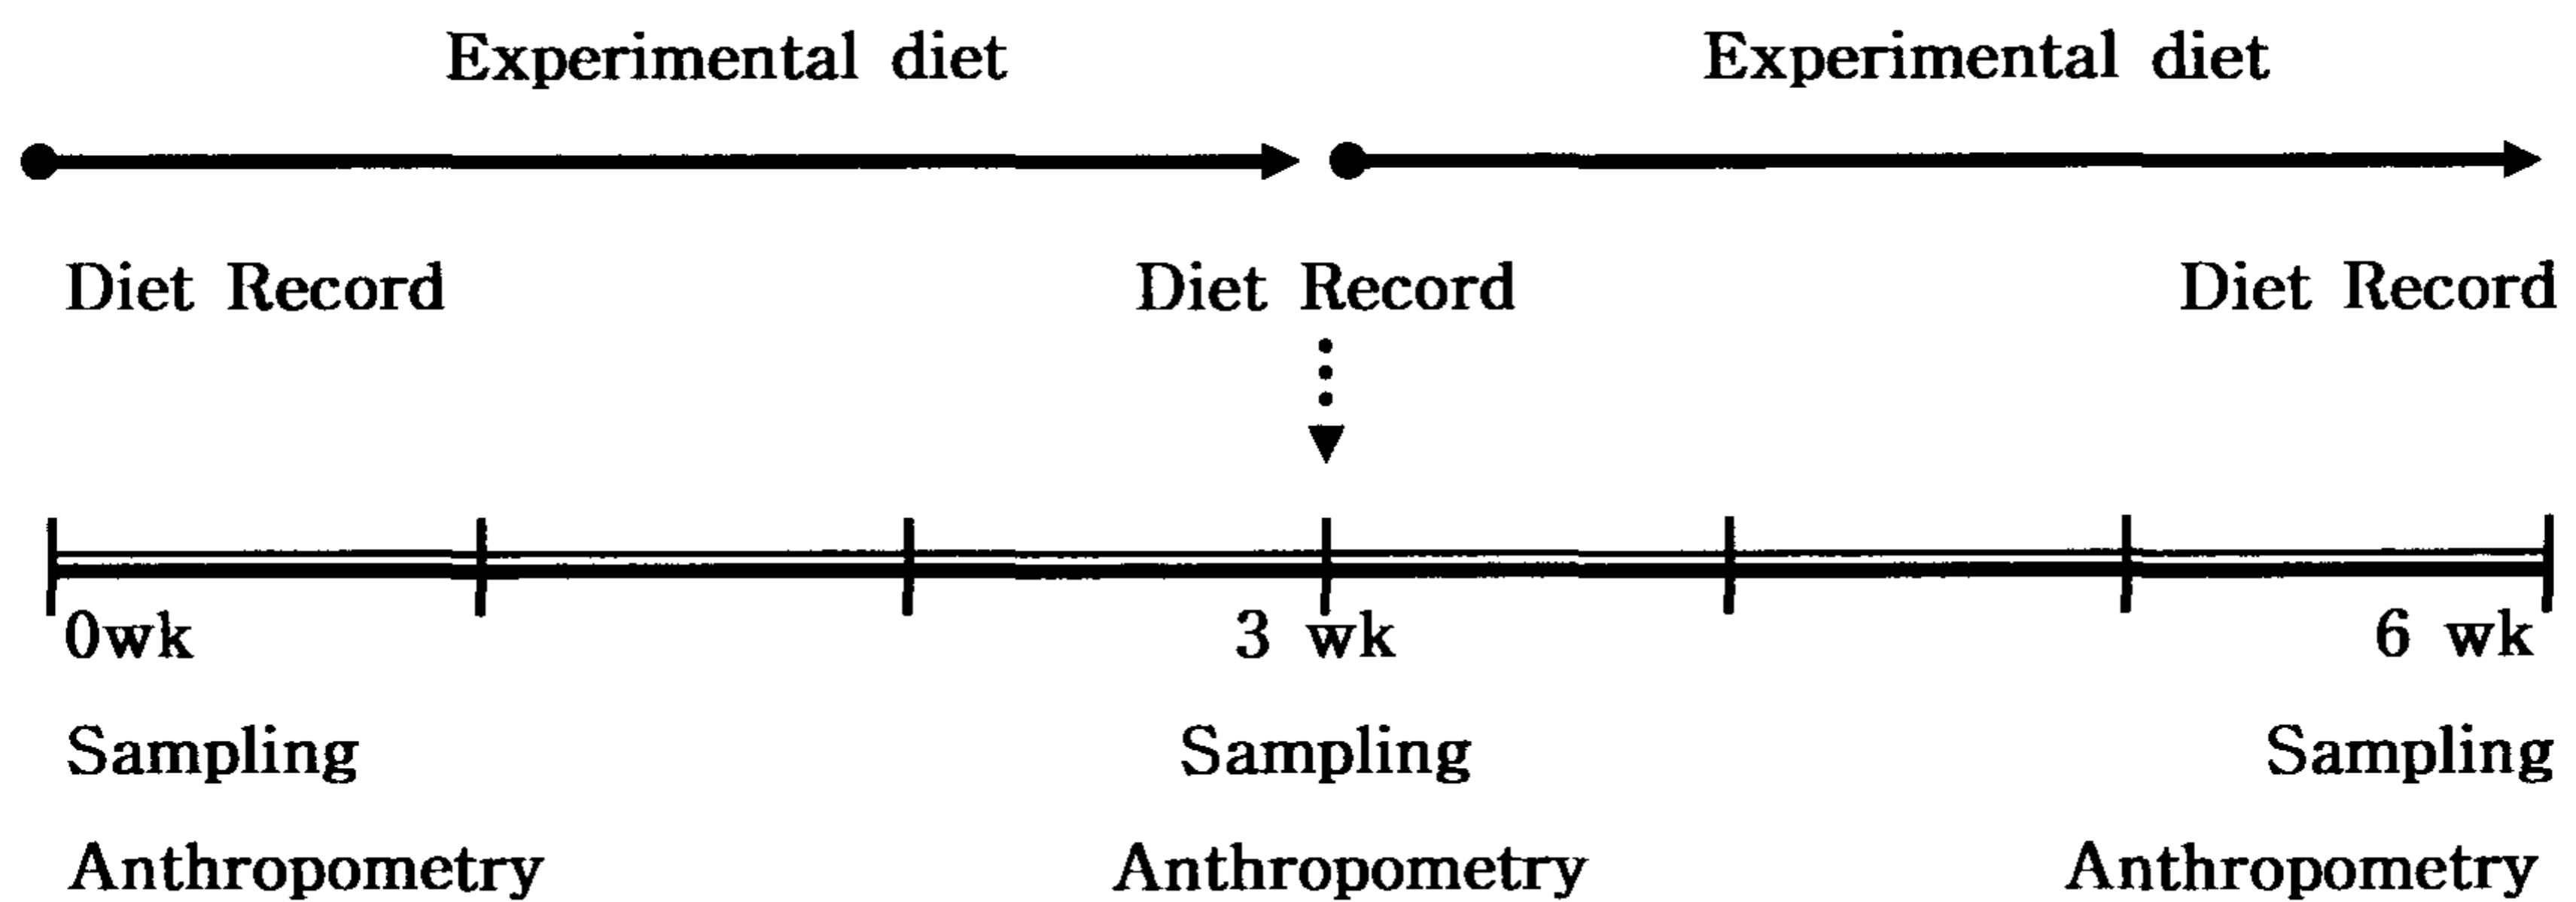 Experimental diet Experimental diet
Diet Record Diet Record Diet Record
0wk 3 wk 6 wk
Sampling Sampling Sampling
Anthropometry Anthropometry Anthropometry